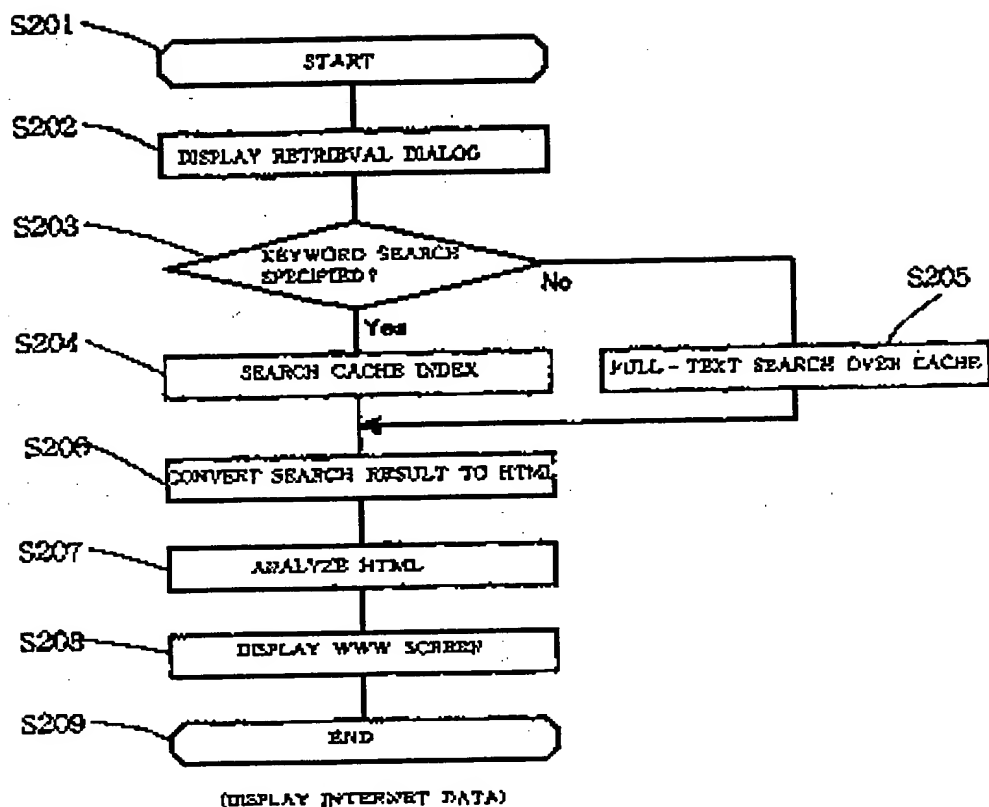 S201
START
S202
DISPLAY RETRIEVAL DIALOG
S203
KEYWORD SEARCH
SPECIFIED?
No
S205
Yes
S204
SEARCH CACHE INDEX
FULL-TEXT SEARCH OVER CACHE
S206
CONVERT SEARCH RESULT TO HTML
S207
ANALYZE HTML
S208
DISPLAY WWW SCREEN
S209
END
(DISPLAY INTERNET DATA)